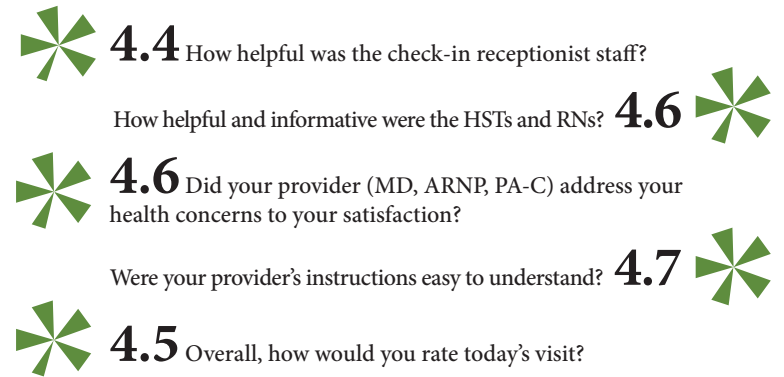 4.4 How helpful was the check-in receptionist staff?
How helpful and informative were the HSTs and RNs? 4.6
4.6 Did your provider (MD, ARNP, PA-C) address your
health concerns to your satisfaction?
Were your provider’s instructions easy to understand? 4.7
4.5 Overall, how would you rate today’s visit?